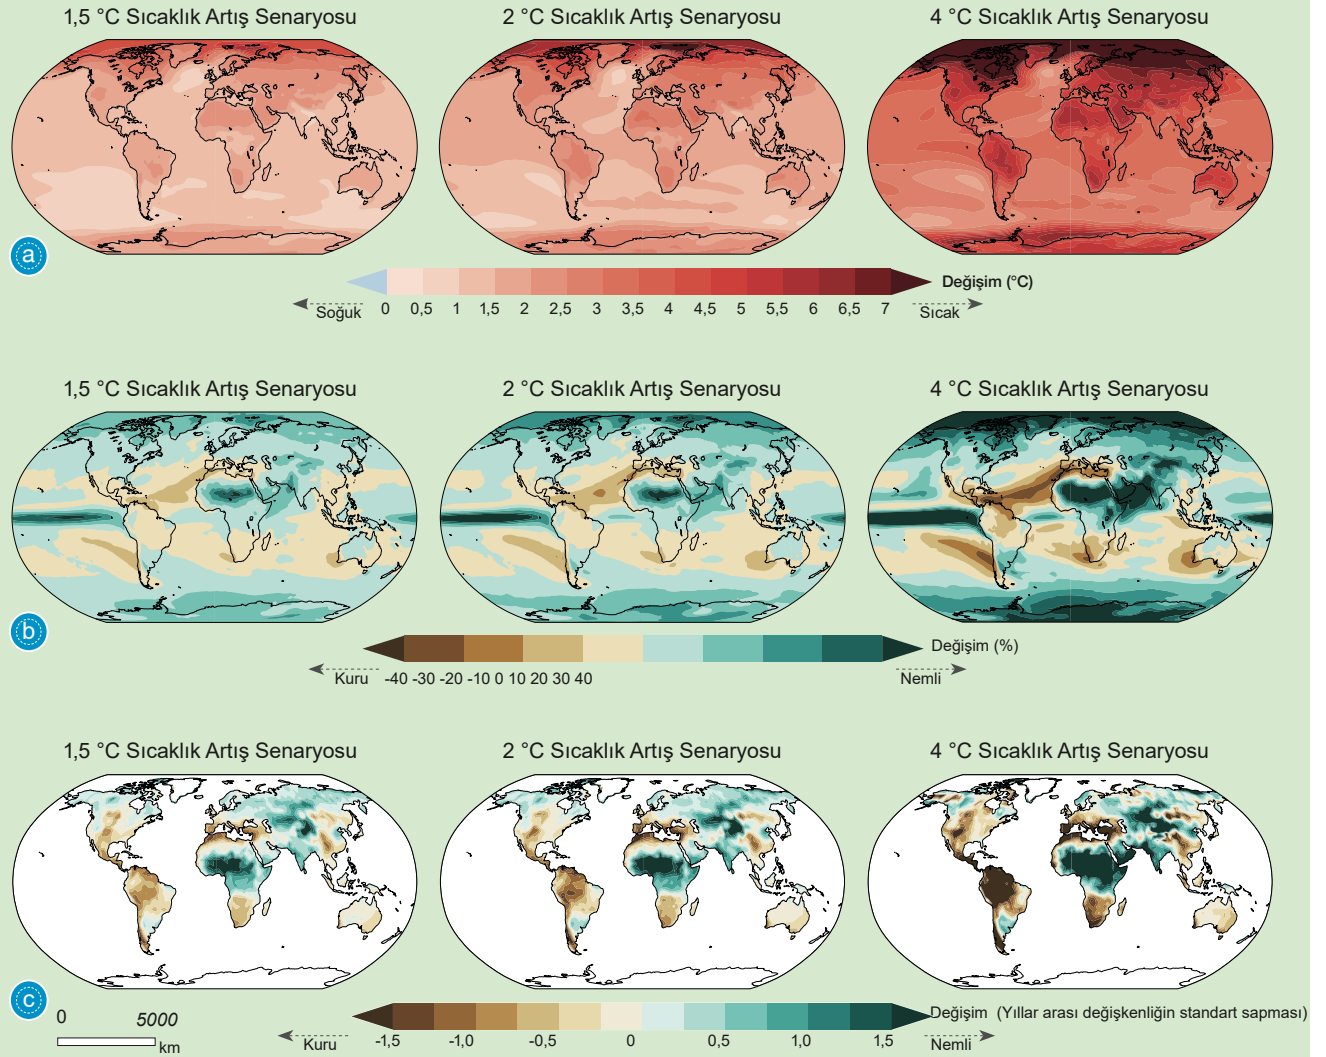 1,5 °C Sıcaklık Artış Senaryosu
2 °C Sıcaklık Artış Senaryosu
4 °C Sıcaklık Artış Senaryosu
a
Değişim (°C)
Soğuk
0 0,5 1 1,5 2 2,5 3 3,5 4 4,5 5 5,5 6 6,5 7
Sıcak
1,5 °C Sıcaklık Artış Senaryosu
2 °C Sıcaklık Artış Senaryosu
4 °C Sıcaklık Artış Senaryosu
b
Değişim (%)
Kuru
-40 -30 -20 -10 0 10 20 30 40
Nemli
1,5 °C Sıcaklık Artış Senaryosu
2 °C Sıcaklık Artış Senaryosu
4 °C Sıcaklık Artış Senaryosu
c
0 5000
km
Değişim (Yıllar arası değişkenliğin standart sapması)
Kuru
-1,5 -1,0 -0,5 0 0,5 1,0 1,5
Nemli